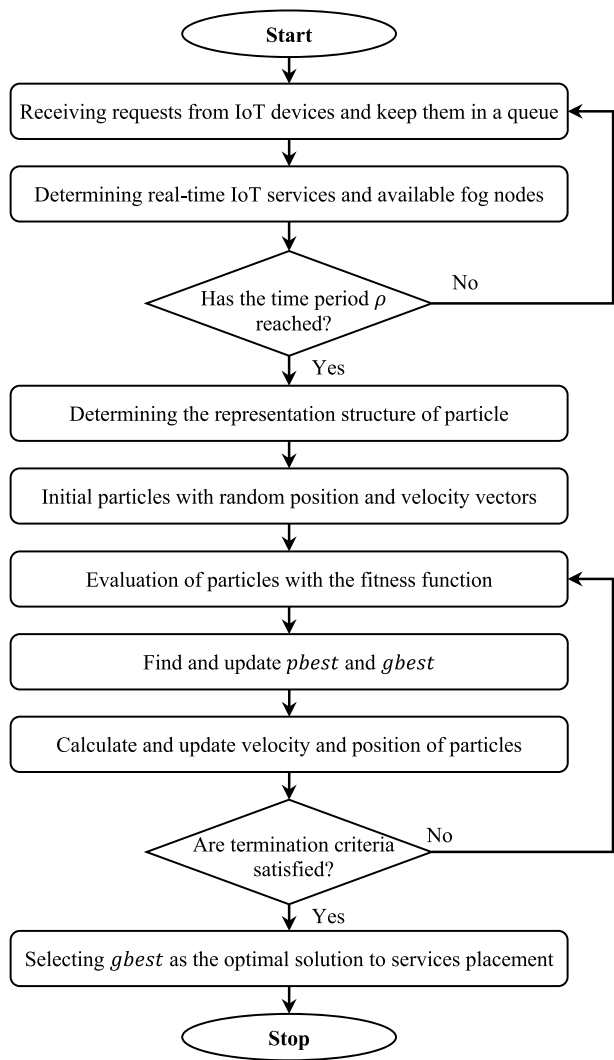 Start
Receiving requests from IoT devices and keep them in a queue
Determining real-time IoT services and available fog nodes
Has the time period ρ
reached?
No
Yes
Determining the representation structure of particle
Initial particles with random position and velocity vectors
Evaluation of particles with the fitness function
Find and update pbest and gbest
Calculate and update velocity and position of particles
Are termination criteria
satisfied?
No
Yes
Selecting gbest as the optimal solution to services placement
Stop